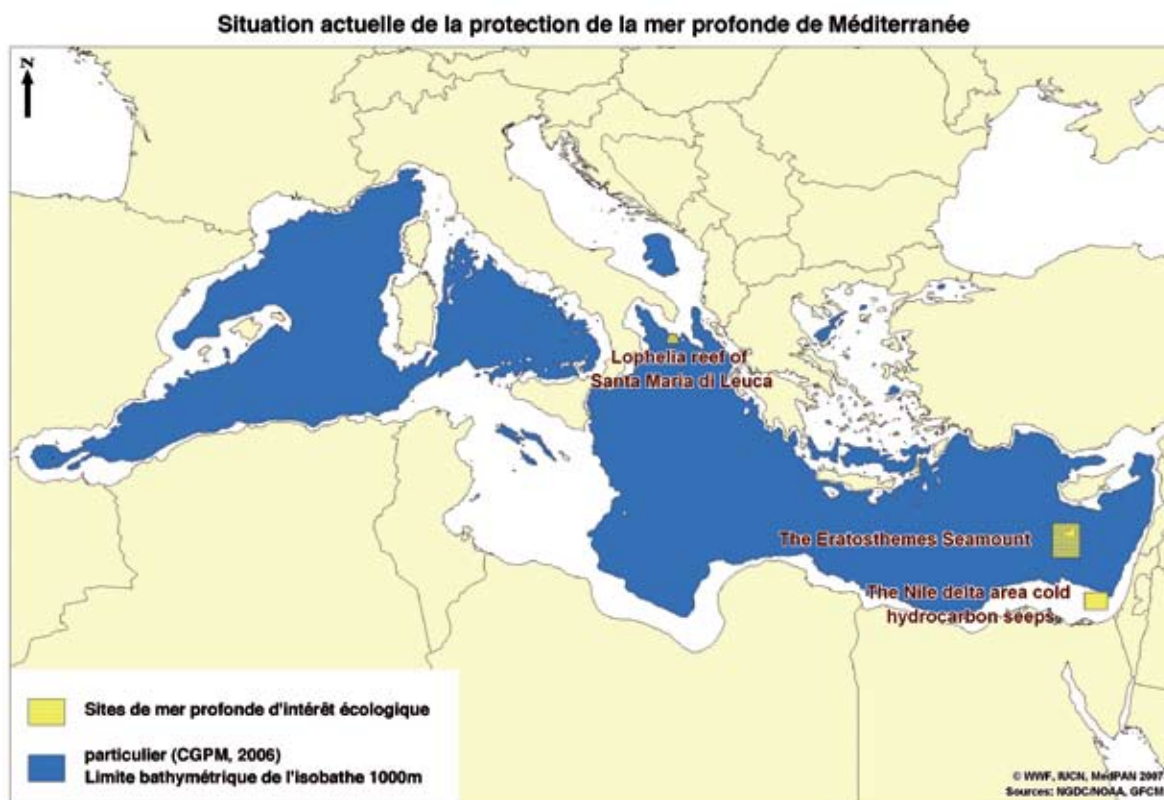 Situation actuelle de la protection de la mer profonde de Méditerranée
N
Lophelia reef of
Santa Maria di Leuca
The Eratosthemes Seamount
The Nile delta area cold
hydrocarbon seeps
Sites de mer profonde d'intérêt écologique
particulier (CGPM, 2006)
Limite bathymétrique de l'isobathe 1000m
© WWF, IUCN, MedPAN 2007
Sources: NGDC/NOAA, GFCM